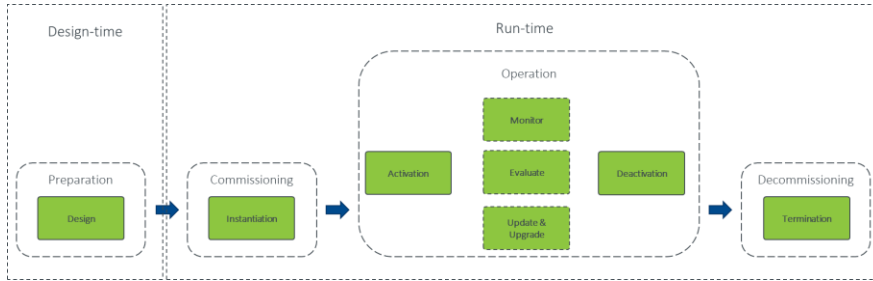 Design-time
Run-time
Operation
Monitor
Preparation
Design
Commissioning
Instantiation
Activation
Evaluate
Deactivation
Update &
Upgrade
Decommissioning
Termination